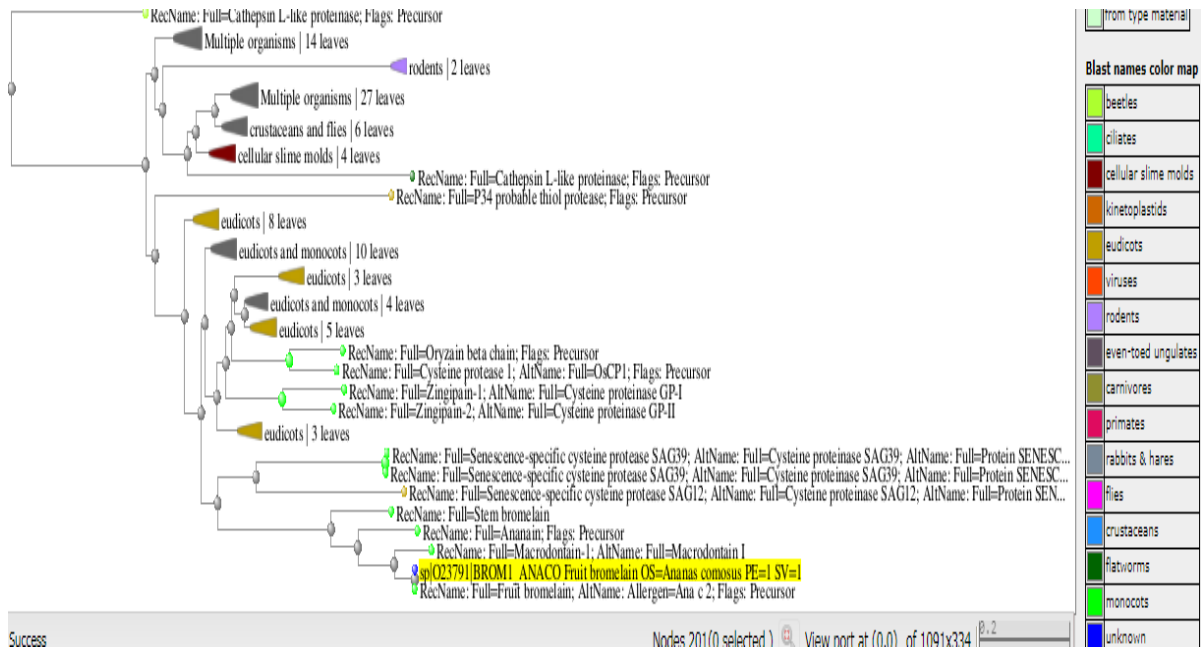 RecName: Full=Cathepsin L-like proteinase; Flags: Precursor
Multiple organisms | 14 leaves
rodents | 2 leaves
Multiple organisms | 27 leaves
crustaceans and flies | 6 leaves
cellular slime molds | 4 leaves
RecName: Full=Cathepsin L-like proteinase; Flags: Precursor
RecName: Full=P34 probable thiol protease; Flags: Precursor
eudicots | 8 leaves
eudicots and monocots | 10 leaves
eudicots | 3 leaves
eudicots and monocots | 4 leaves
eudicots | 5 leaves
RecName: Full=Oryzain beta chain; Flags: Precursor
RecName: Full=Cysteine protease 1; AltName: Full=OsCP1; Flags: Precursor
RecName: Full=Zingipain-1; AltName: Full=Cysteine proteinase GP-I
RecName: Full=Zingipain-2; AltName: Full=Cysteine proteinase GP-II
eudicots | 3 leaves
RecName: Full=Senescence-specific cysteine protease SAG39; AltName: Full=Cysteine proteinase SAG39; AltName: Full=Protein SENESC...
RecName: Full=Senescence-specific cysteine protease SAG39; AltName: Full=Cysteine proteinase SAG39; AltName: Full=Protein SENESC...
RecName: Full=Senescence-specific cysteine protease SAG12; AltName: Full=Cysteine proteinase SAG12; AltName: Full=Protein SEN...
RecName: Full=Stem bromelain
RecName: Full=Ananain; Flags: Precursor
RecName: Full=Macrodontain-1; AltName: Full=Macrodontain I
sp|O23791|BROM1_ANACO Fruit bromelain OS=Ananas comosus PE=1 SV=1
RecName: Full=Fruit bromelain; AltName: Allergen=Ana c 2; Flags: Precursor
from type material
Blast names color map
beetles
ciliates
cellular slime molds
kinetoplastids
eudicots
viruses
rodents
even-toed ungulates
carnivores
primates
rabbits & hares
flies
crustaceans
flatworms
monocots
unknown
Success
Nodes 201(0 selected )
View port at (0,0) of 1091x334
0.2